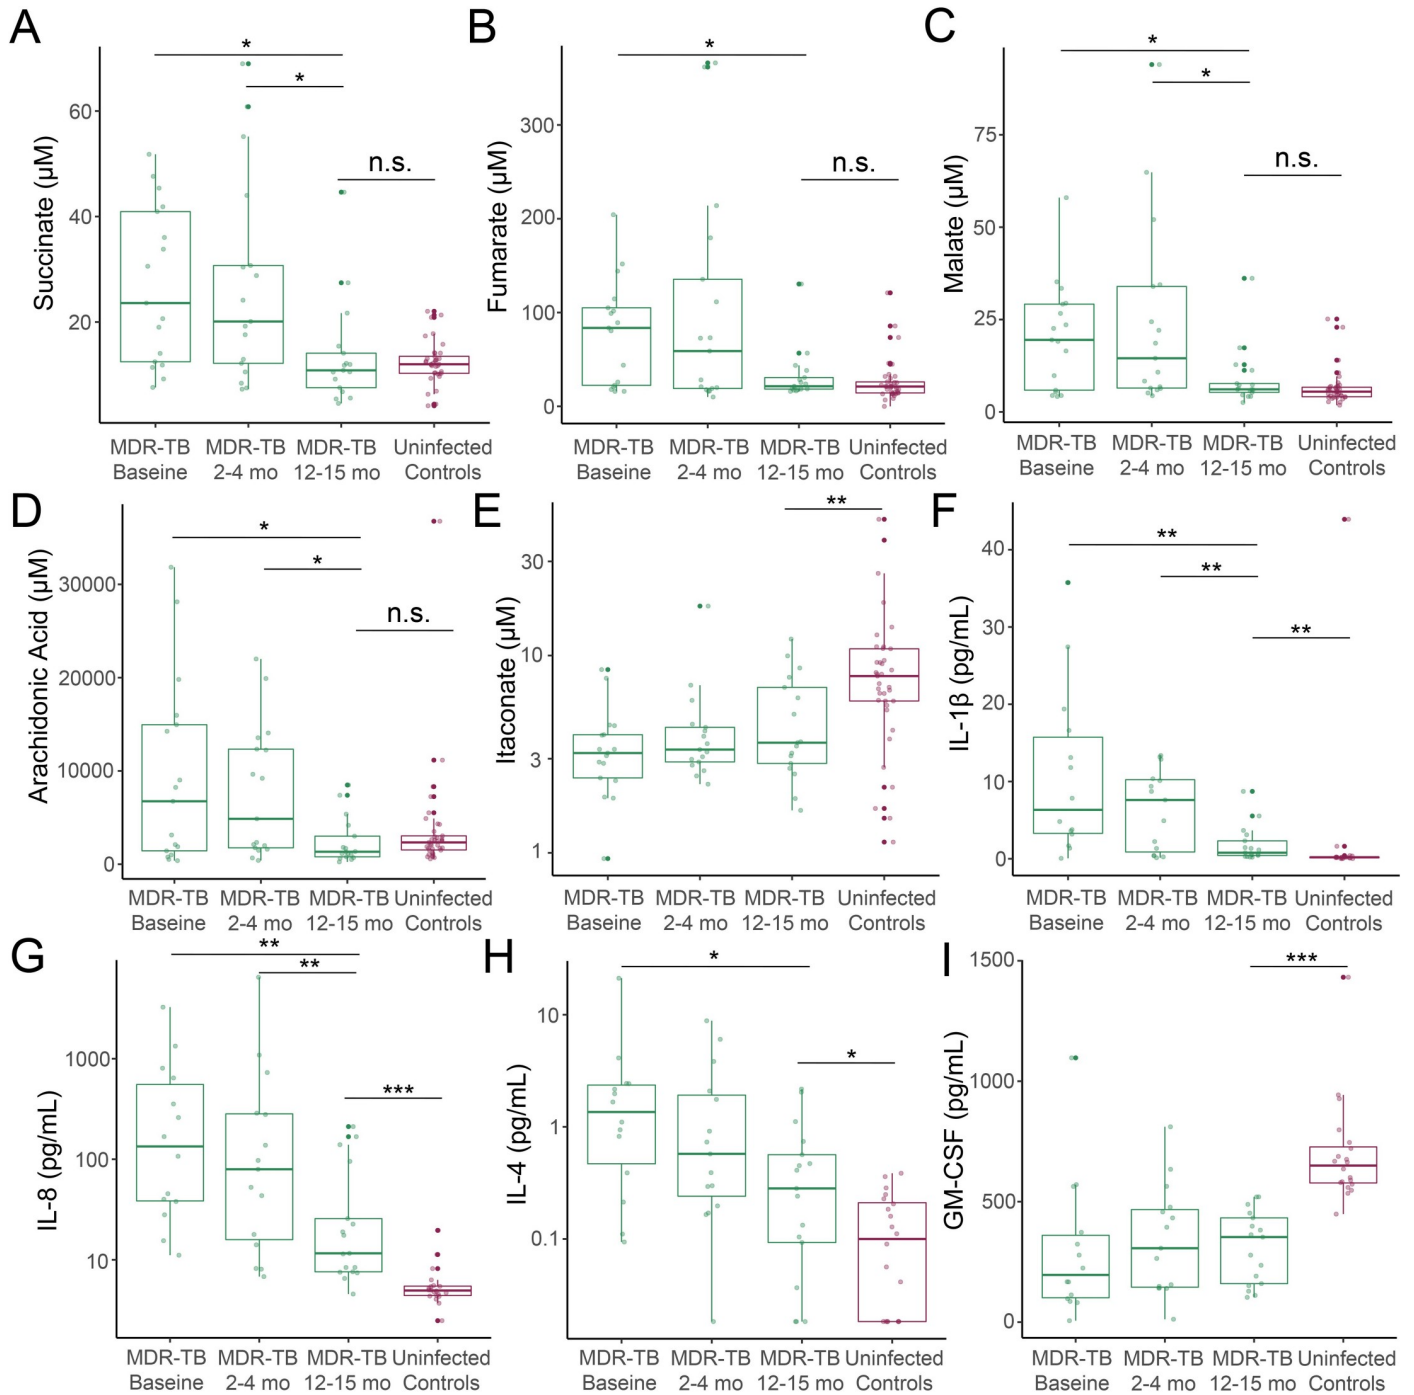 A
Succinate (µM)
60
40
20
*
*
n.s.
MDR-TB MDR-TB MDR-TB Uninfected
Baseline 2-4 mo 12-15 mo Controls
B
Fumarate (µM)
300
200
100
0
*
n.s.
MDR-TB MDR-TB MDR-TB Uninfected
Baseline 2-4 mo 12-15 mo Controls
C
Malate (µM)
75
50
25
0
*
*
n.s.
MDR-TB MDR-TB MDR-TB Uninfected
Baseline 2-4 mo 12-15 mo Controls
D
Arachidonic Acid (µM)
30000
20000
10000
0
*
*
n.s.
MDR-TB MDR-TB MDR-TB Uninfected
Baseline 2-4 mo 12-15 mo Controls
E
Itaconate (µM)
30
10
3
1
**
MDR-TB MDR-TB MDR-TB Uninfected
Baseline 2-4 mo 12-15 mo Controls
F
IL-1β (pg/mL)
40
30
20
10
0
**
**
**
MDR-TB MDR-TB MDR-TB Uninfected
Baseline 2-4 mo 12-15 mo Controls
G
IL-8 (pg/mL)
1000
100
10
**
**
***
MDR-TB MDR-TB MDR-TB Uninfected
Baseline 2-4 mo 12-15 mo Controls
H
IL-4 (pg/mL)
10
1
0.1
*
*
MDR-TB MDR-TB MDR-TB Uninfected
Baseline 2-4 mo 12-15 mo Controls
I
GM-CSF (pg/mL)
1500
1000
500
0
***
MDR-TB MDR-TB MDR-TB Uninfected
Baseline 2-4 mo 12-15 mo Controls